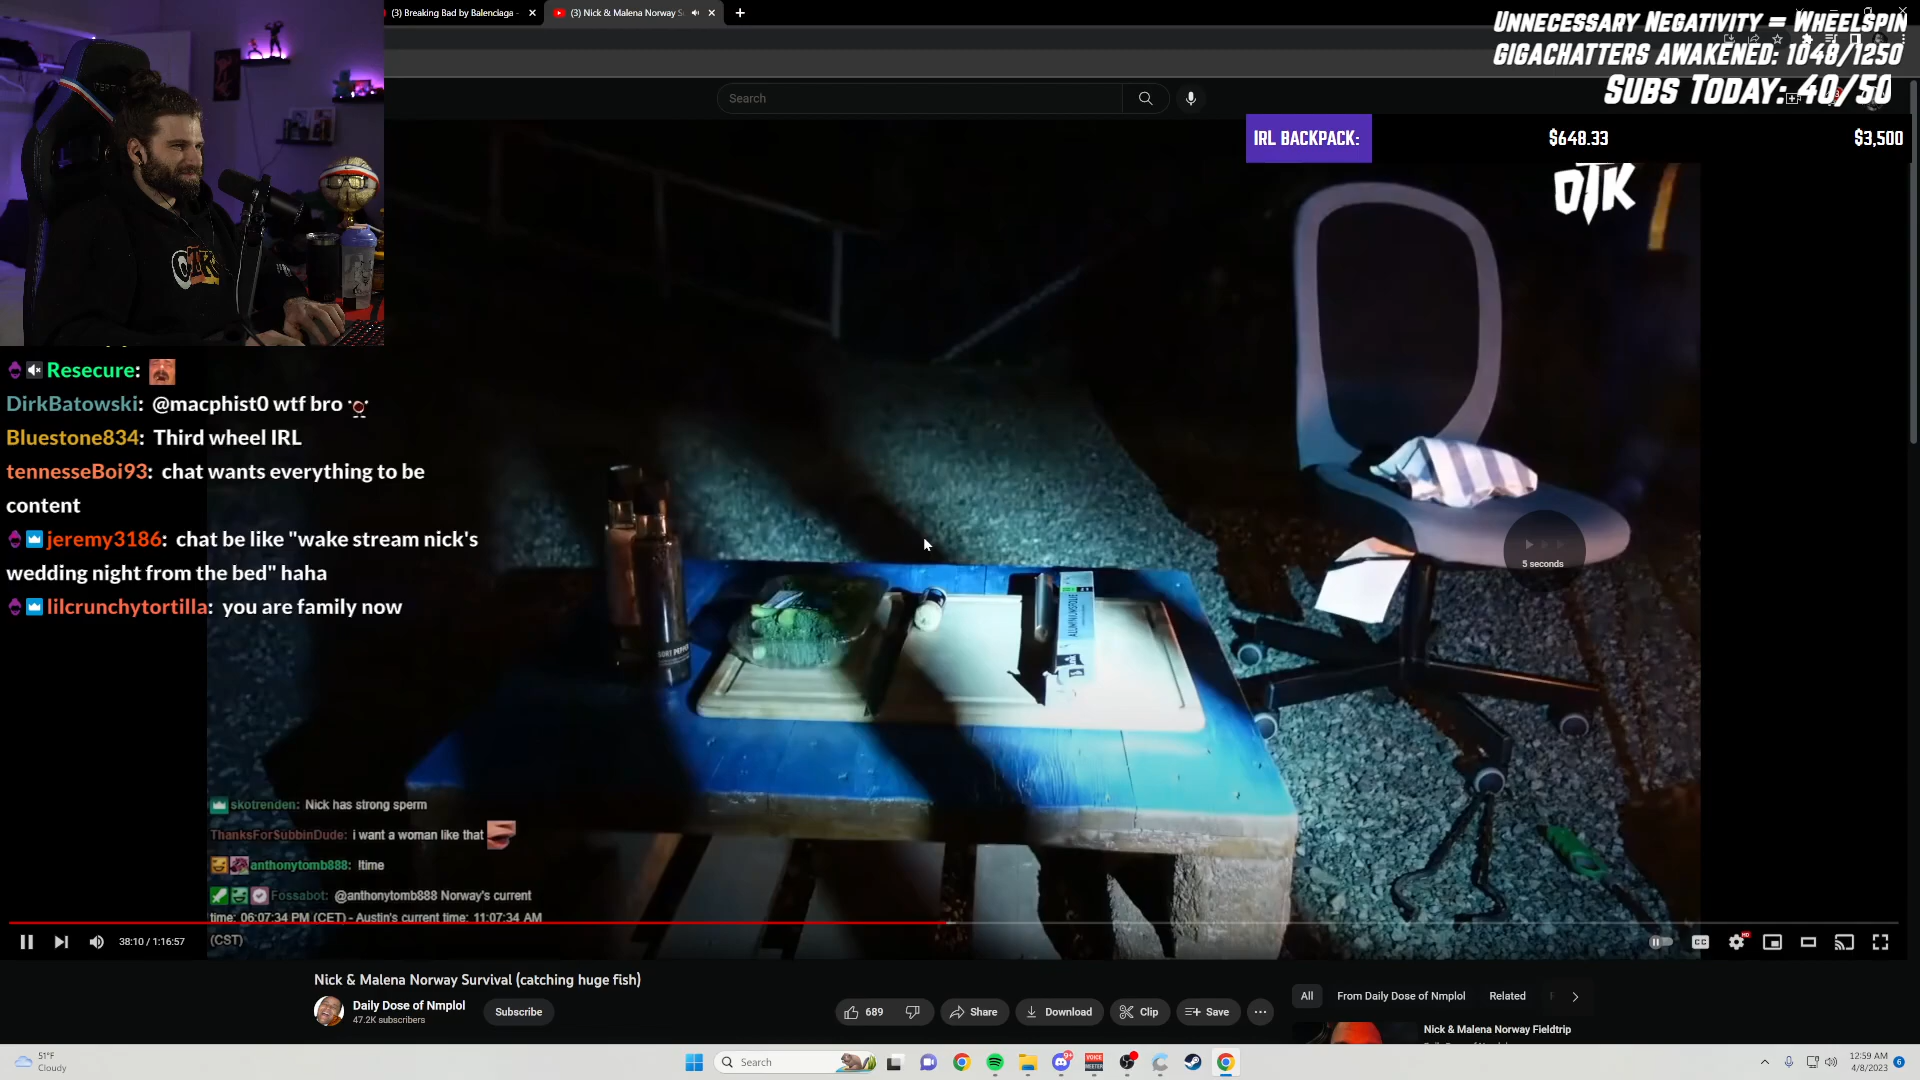 (3) Breaking Bad by Balenciaga -
(3) Nick & Malena Norway S
Unnecessary Negativity = Wheelspin
GIGACHATTERS AWAKENED: 1048/1250
Subs Today: 40/50
Search
IRL BACKPACK:
$648.33
$3,500
OTK
Resecure:
DirkBatowski: @macphist0 wtf bro
Bluestone834: Third wheel IRL
tennesseBoi93: chat wants everything to be
content
jeremy3186: chat be like "wake stream nick's
wedding night from the bed" haha
lilcrunchytortilla: you are family now
5 seconds
skotrenden: Nick has strong sperm
ThanksForSubbinDude: i want a woman like that
anthonytomb888: !time
Fossabot: @anthonytomb888 Norway's current
time: 06:07:34 PM (CET) - Austin's current time: 11:07:34 AM
(CST)
38:10 / 1:16:57
CC
HD
Nick & Malena Norway Survival (catching huge fish)
Daily Dose of Nmplol
47.2K subscribers
Subscribe
689
Share
Download
Clip
Save
All
From Daily Dose of Nmplol
Related
Nick & Malena Norway Fieldtrip
51°F
Cloudy
Search
9+
12:59 AM
4/8/2023
6